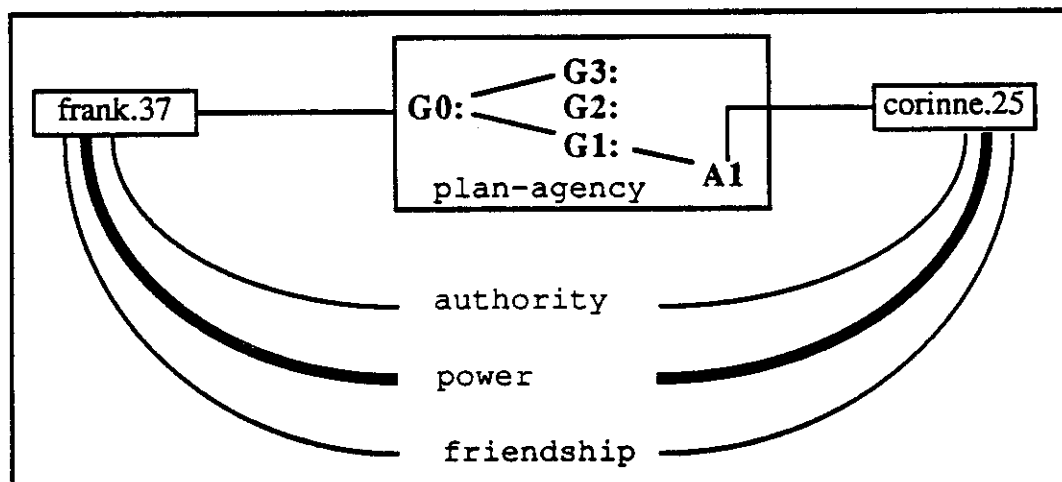 G3:
frank.37 G0: G2: corinne.25
G1:
A1
plan-agency
authority
power
friendship